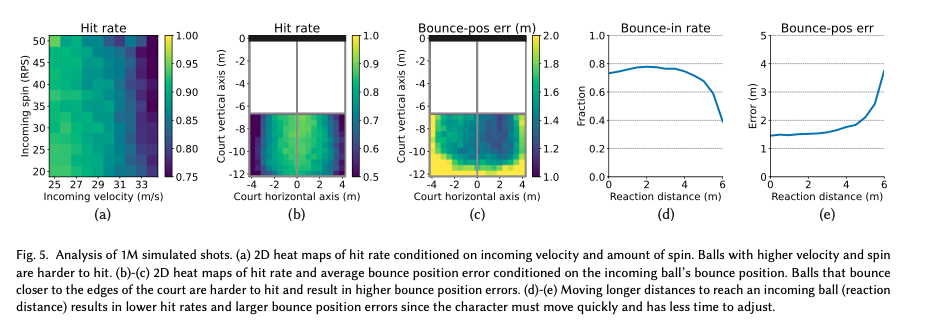 Hit rate
Incoming spin (RPS)
50
45
40
35
30
25
20
25 27 29 31 33
Incoming velocity (m/s)
1.00
0.95
0.90
0.85
0.80
0.75
(a)
Hit rate
Court vertical axis (m)
0
-2
-4
-6
-8
-10
-12
-4 -2 0 2 4
Court horizontal axis (m)
1.0
0.9
0.8
0.7
0.6
0.5
(b)
Bounce-pos err (m)
Court vertical axis (m)
0
-2
-4
-6
-8
-10
-12
-4 -2 0 2 4
Court horizontal axis (m)
2.0
1.8
1.6
1.4
1.2
1.0
(c)
Bounce-in rate
Fraction
1.0
0.8
0.6
0.4
0.2
0.0
0 2 4 6
Reaction distance (m)
(d)
Bounce-pos err
Error (m)
5
4
3
2
1
0
0 2 4 6
Reaction distance (m)
(e)
Fig. 5. Analysis of 1M simulated shots. (a) 2D heat maps of hit rate conditioned on incoming velocity and amount of spin. Balls with higher velocity and spin
are harder to hit. (b)-(c) 2D heat maps of hit rate and average bounce position error conditioned on the incoming ball's bounce position. Balls that bounce
closer to the edges of the court are harder to hit and result in higher bounce position errors. (d)-(e) Moving longer distances to reach an incoming ball (reaction
distance) results in lower hit rates and larger bounce position errors since the character must move quickly and has less time to adjust.